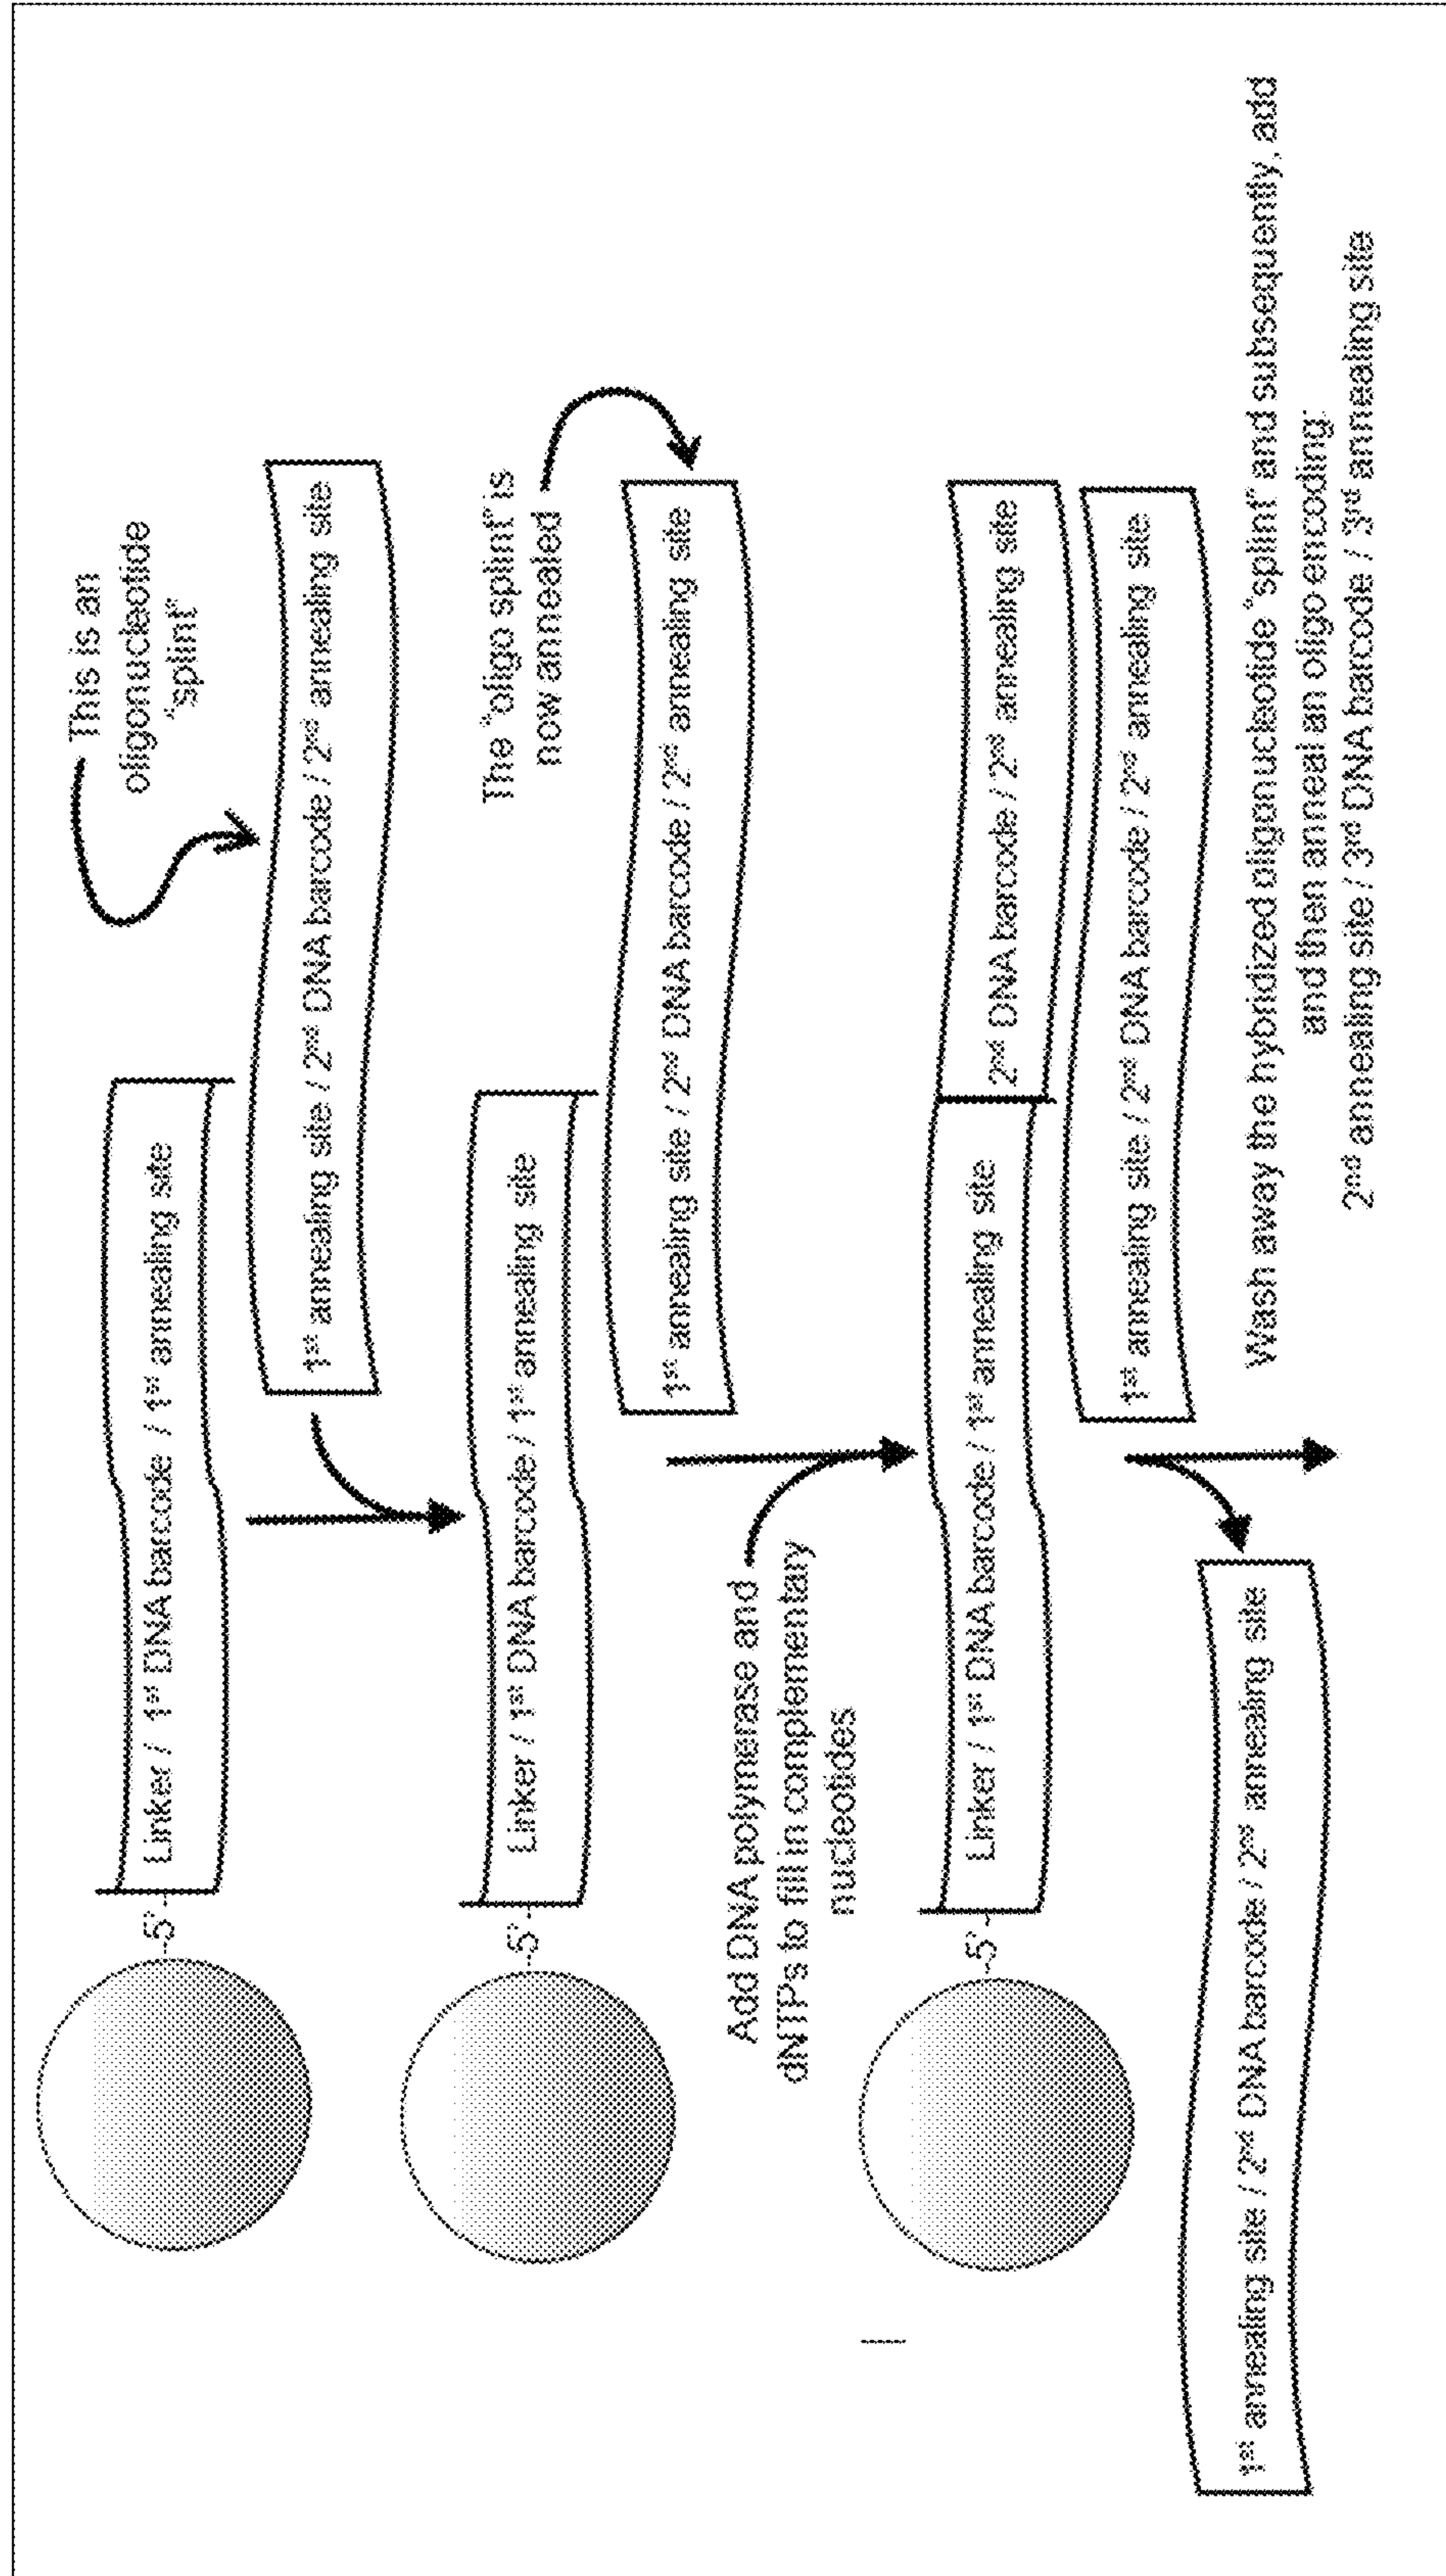 This is an
oligonucleotide
"splint"
-5'-
Linker / 1st DNA barcode / 1st annealing site
1st annealing site / 2nd DNA barcode / 2nd annealing site
The "oligo splint" is
now annealed
-5'-
Linker / 1st DNA barcode / 1st annealing site
1st annealing site / 2nd DNA barcode / 2nd annealing site
Add DNA polymerase and
dNTPs to fill in complementary
nucleotides
-5'-
Linker / 1st DNA barcode / 1st annealing site
2nd DNA barcode / 2nd annealing site
1st annealing site / 2nd DNA barcode / 2nd annealing site
1st annealing site / 2nd DNA barcode / 2nd annealing site
Wash away the hybridized oligonucleotide "splint" and subsequently, add
and then anneal an oligo encoding:
2nd annealing site / 3rd DNA barcode / 3rd annealing site